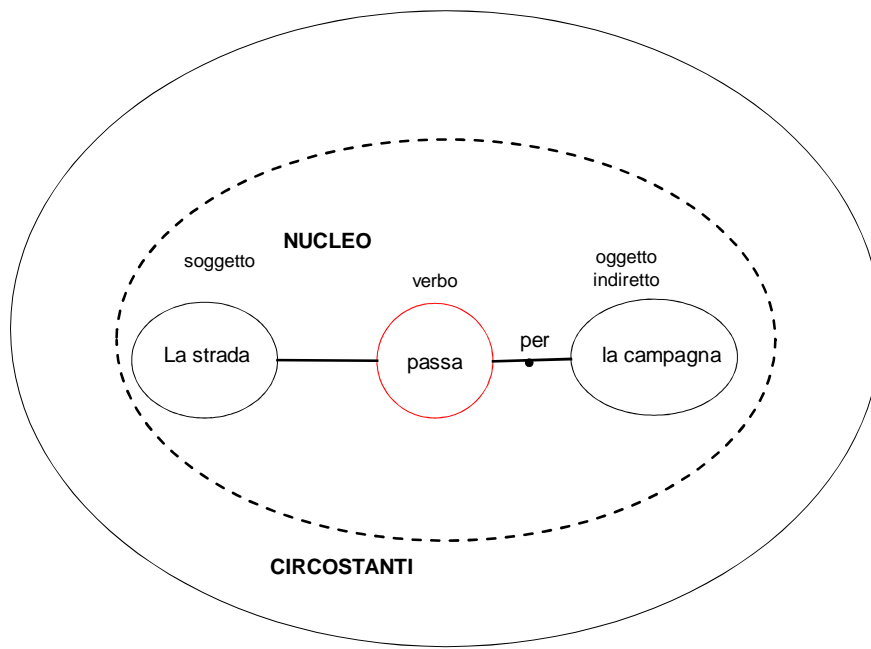 NUCLEO
soggetto
verbo
oggetto
indiretto
La strada
passa
per
la campagna
CIRCOSTANTI